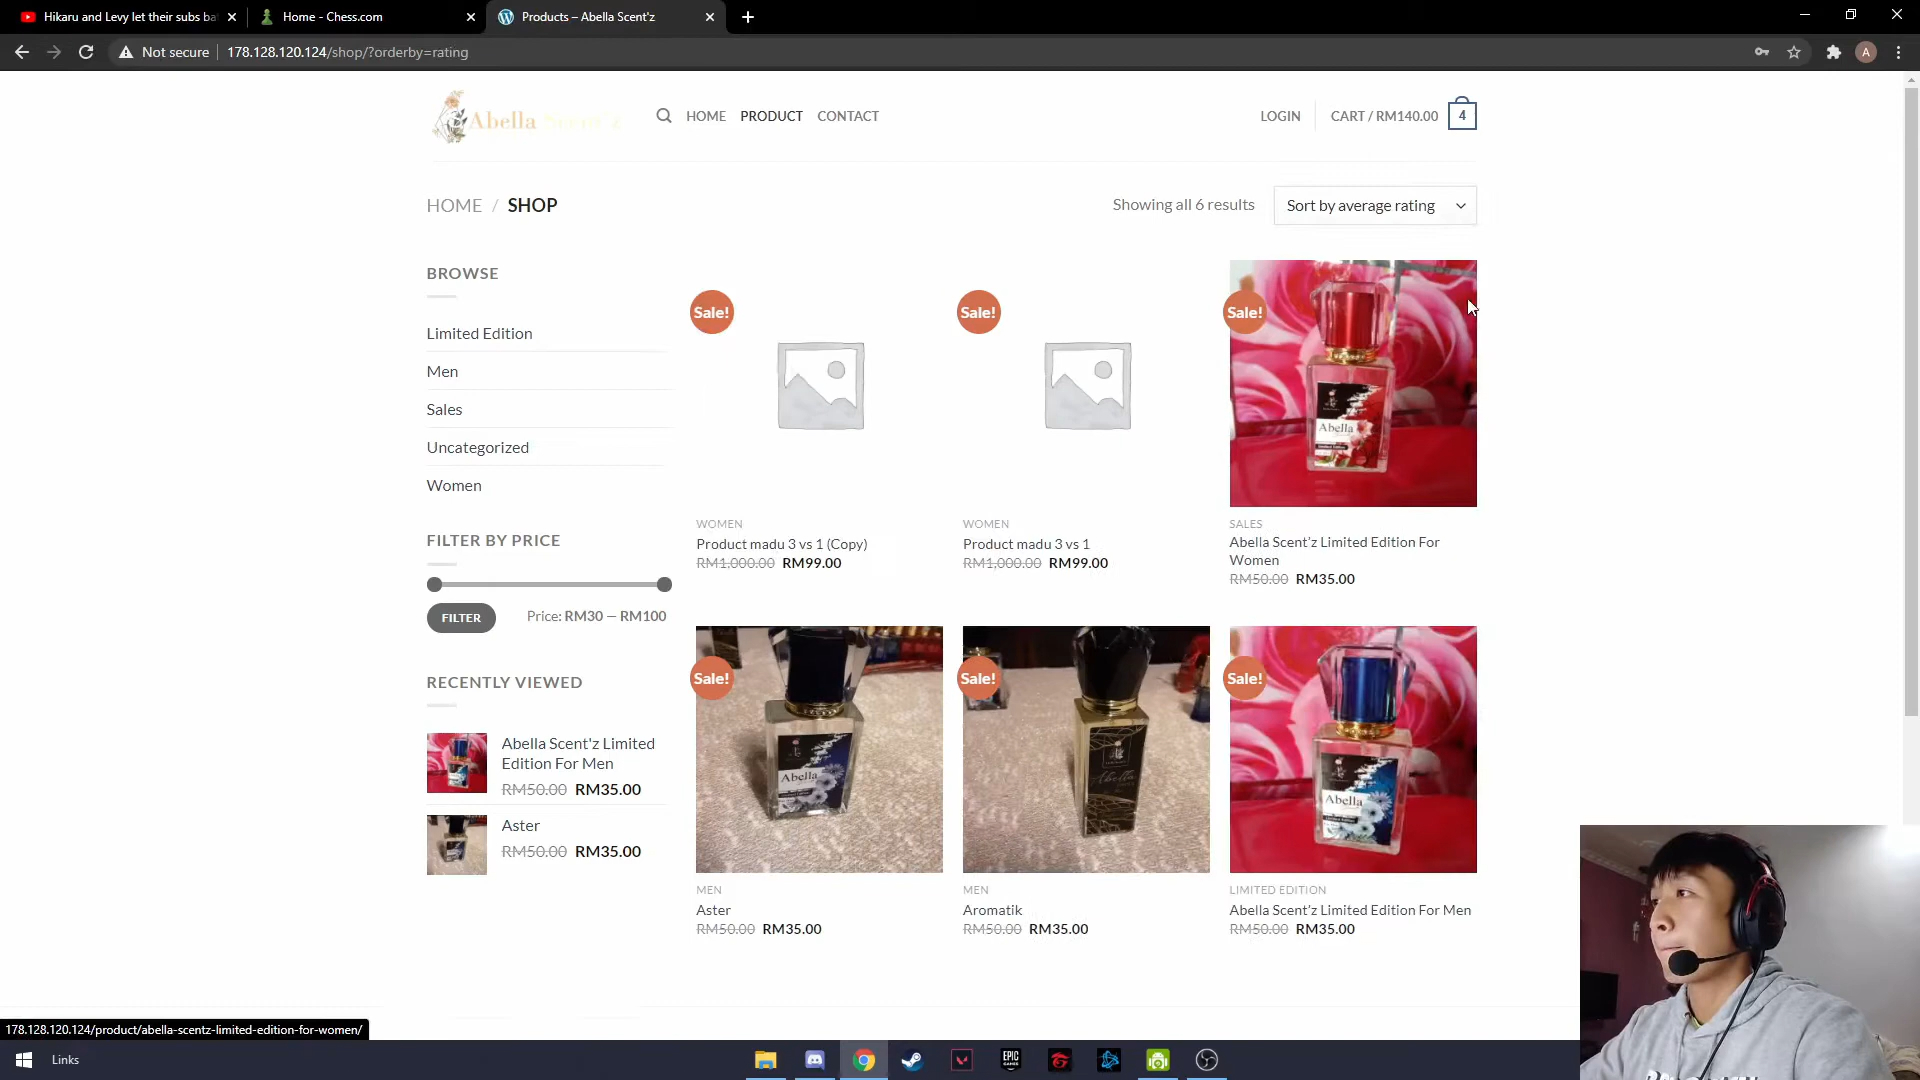 Hikaru and Levy let their subs ba
Home - Chess.com
Products – Abella Scent'z
Not secure
178.128.120.124/shop/?orderby=rating
A
Abella Scent'z
HOME
PRODUCT
CONTACT
LOGIN
CART / RM140.00
4
HOME / SHOP
Showing all 6 results
Sort by average rating
BROWSE
Limited Edition
Men
Sales
Uncategorized
Women
FILTER BY PRICE
FILTER
Price: RM30 — RM100
RECENTLY VIEWED
Abella Scent'z Limited
Edition For Men
RM50.00 RM35.00
Aster
RM50.00 RM35.00
Sale!
WOMEN
Product madu 3 vs 1 (Copy)
RM1,000.00 RM99.00
Sale!
WOMEN
Product madu 3 vs 1
RM1,000.00 RM99.00
Sale!
Abella
SALES
Abella Scent's Limited Edition For
Women
RM50.00 RM35.00
Sale!
Abella
MEN
Aster
RM50.00 RM35.00
Sale!
Abella
MEN
Aromatik
RM50.00 RM35.00
Sale!
Abella
LIMITED EDITION
Abella Scent'z Limited Edition For Men
RM50.00 RM35.00
178.128.120.124/product/abella-scentz-limited-edition-for-women/
Links
EPIC
GAMES